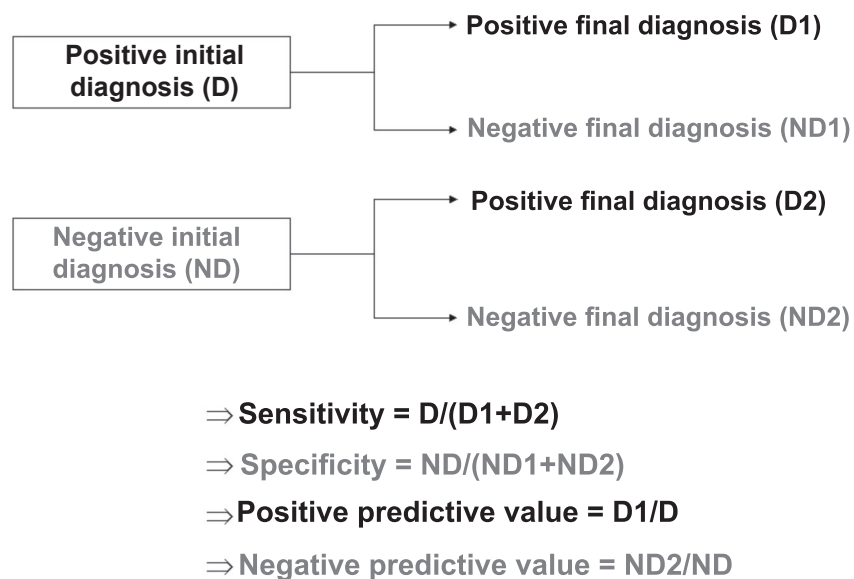 Positive initial
diagnosis (D)
Positive final diagnosis (D1)
Negative final diagnosis (ND1)
Negative initial
diagnosis (ND)
Positive final diagnosis (D2)
Negative final diagnosis (ND2)
⇒ Sensitivity = D/(D1+D2)
⇒ Specificity = ND/(ND1+ND2)
⇒ Positive predictive value = D1/D
⇒ Negative predictive value = ND2/ND